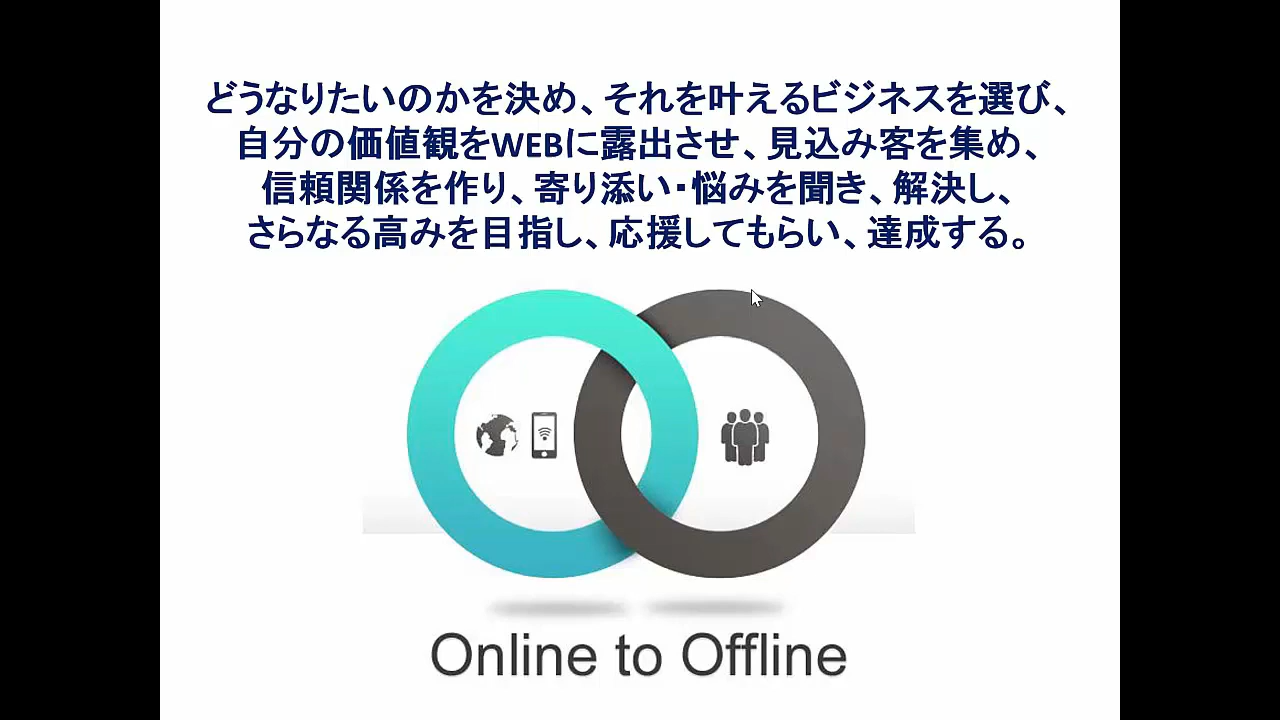 どうなりたいのかを決め、それを叶えるビジネスを選び、
自分の価値観をWEBに露出させ、見込み客を集め、
信頼関係を作り、寄り添い・悩みを聞き、解決し、
さらなる高みを目指し、応援してもらい、達成する。
Online to Offline